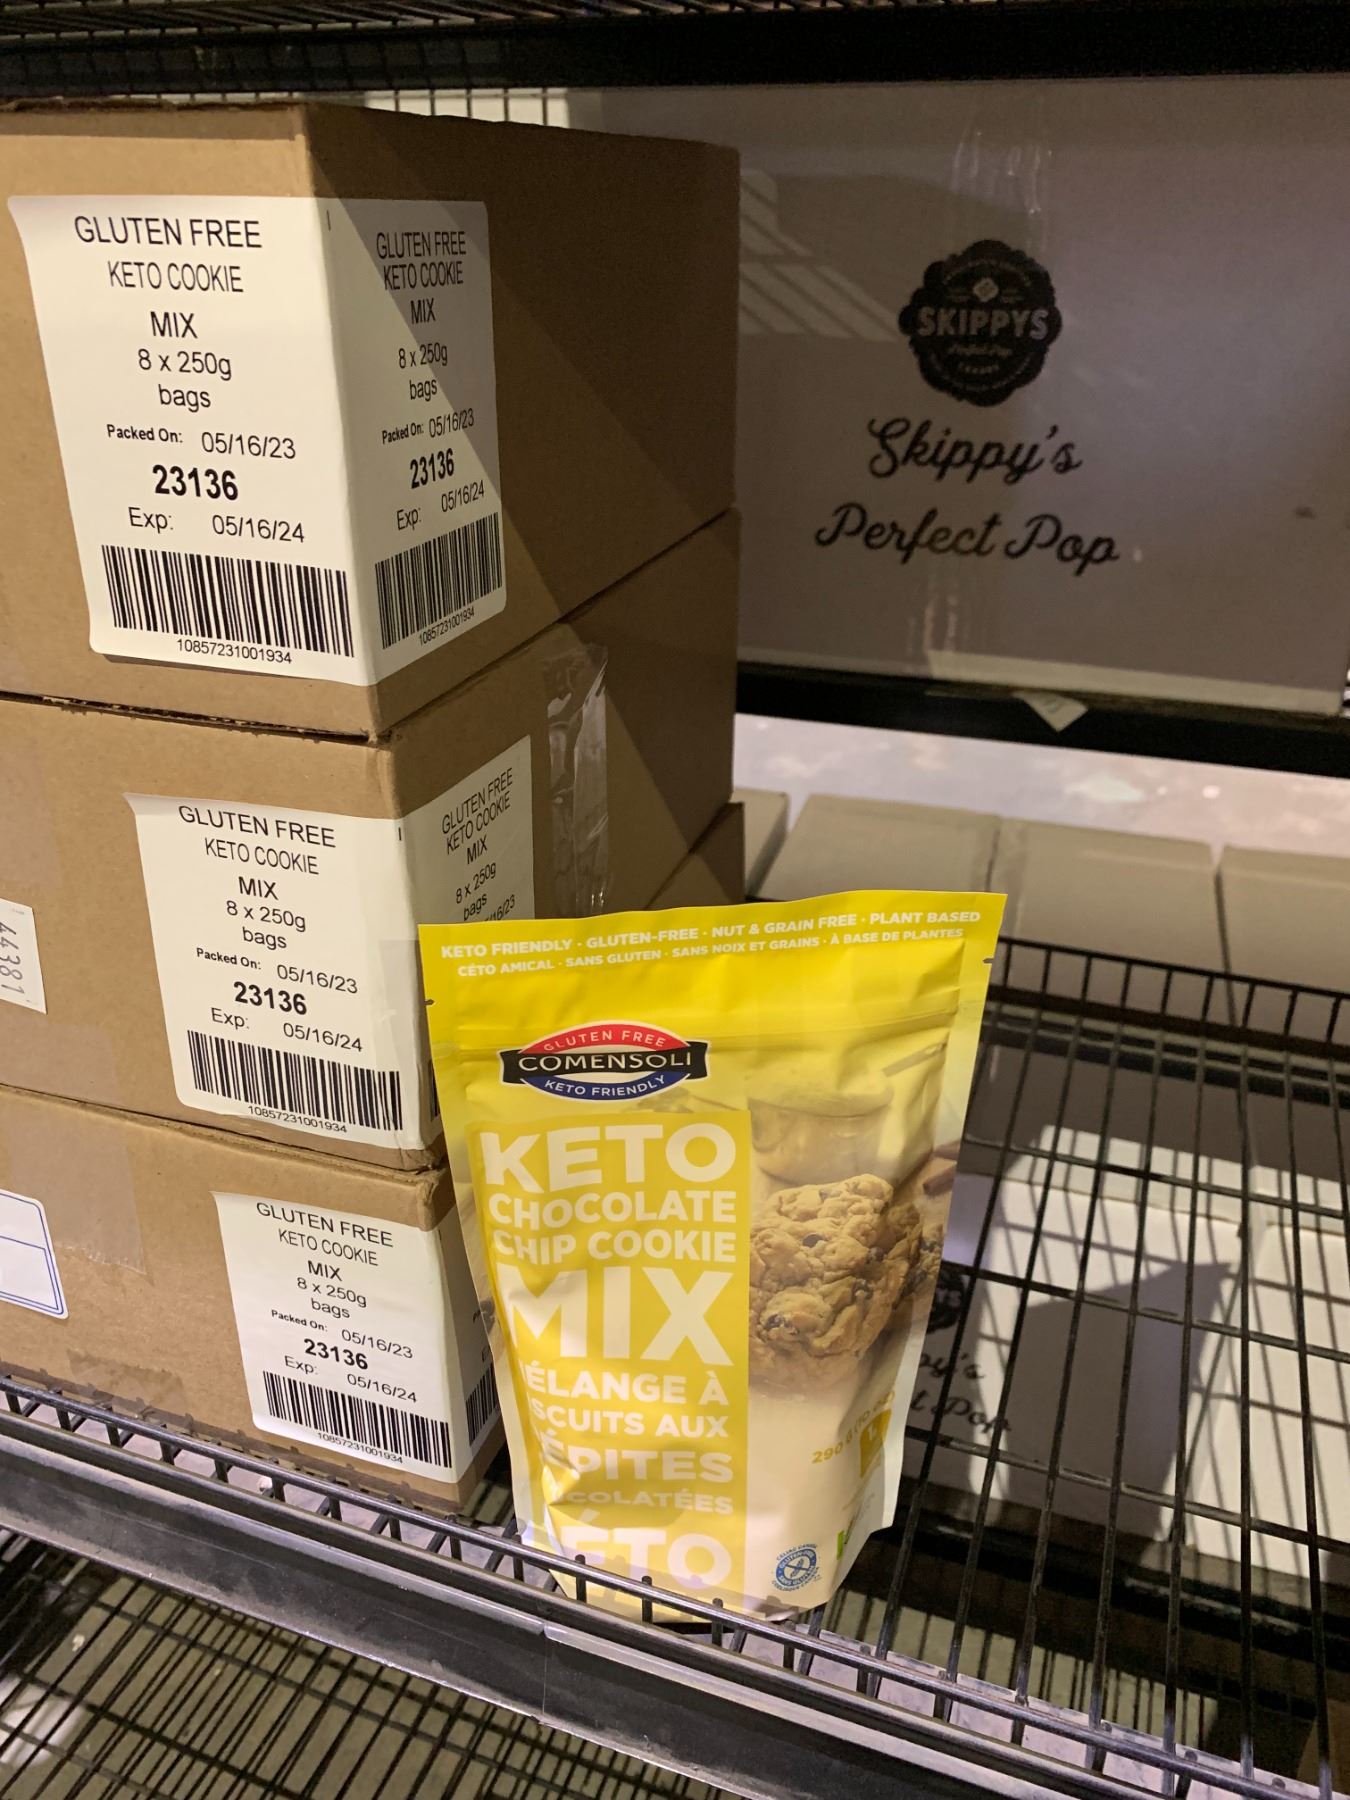 GLUTEN FREE
KETO COOKIE
MIX
8 x 250g
bags
Packed On: 05/16/23
23136
Exp: 05/16/24
10857231001934
GLUTEN FREE
KETO COOKIE
MIX
8 x 250g
bags
Packed On: 05/16/23
23136
Exp: 05/16/24
10857231001934
SKIPPYS
Skippy's
Perfect Pop
GLUTEN FREE
KETO COOKIE
MIX
8 x 250g
bags
Packed On: 05/16/23
23136
Exp: 05/16/24
10857231001934
GLUTEN FREE
KETO COOKIE
MIX
8 x 250g
bags
16/23
44381
GLUTEN FREE
KETO COOKIE
MIX
8 x 250g
bags
Packed On: 05/16/23
23136
Exp: 05/16/24
10857231001934
KETO FRIENDLY · GLUTEN-FREE · NUT & GRAIN FREE · PLANT BASED
CÉTO AMICAL · SANS GLUTEN · SANS NOIX ET GRAINS · À BASE DE PLANTES
GLUTEN FREE
COMENSOLI
KETO FRIENDLY
KETO
CHOCOLATE
CHIP COOKIE
MIX
ÉLANGE À
SCUITS AUX
ÉPITES
COLATÉES
ÉTO
290 G